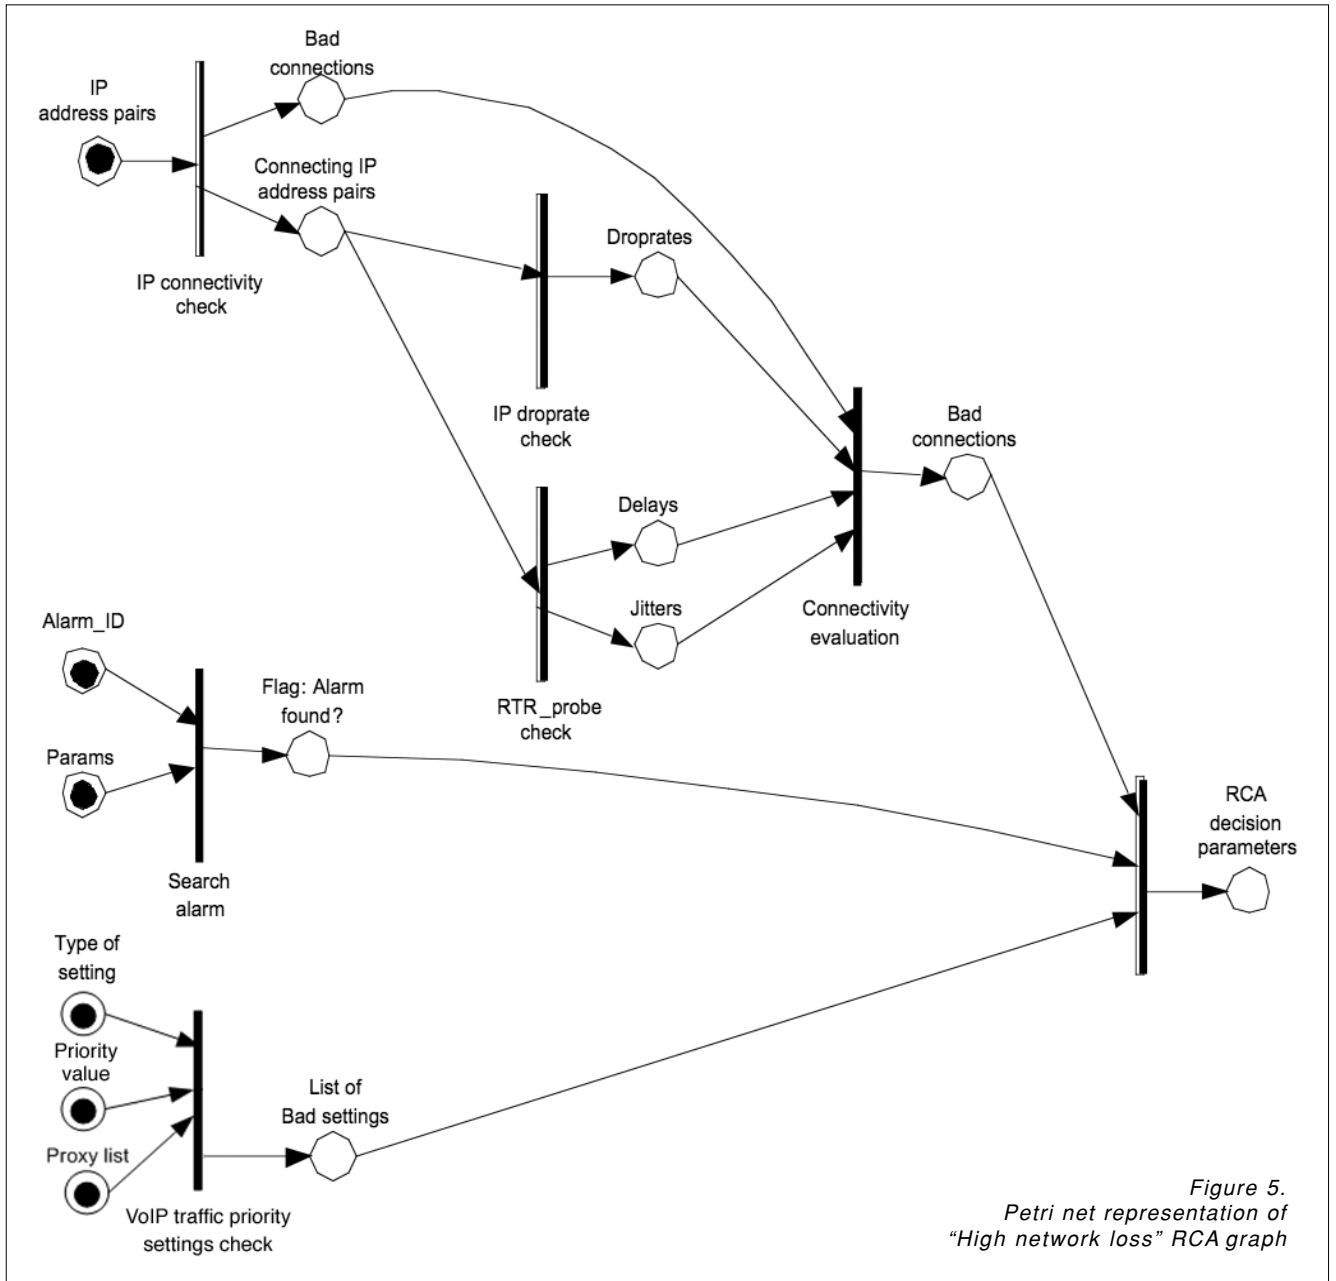 Bad
connections
IP
address pairs
Connecting IP
address pairs
IP connectivity
check
Droprates
IP droprate
check
Bad
connections
Delays
Jitters
Connectivity
evaluation
RTR_probe
check
Alarm_ID
Params
Flag: Alarm
found?
Search
alarm
RCA
decision
parameters
Type of
setting
Priority
value
Proxy list
List of
Bad settings
VoIP traffic priority
settings check
Figure 5.
Petri net representation of
“High network loss” RCA graph